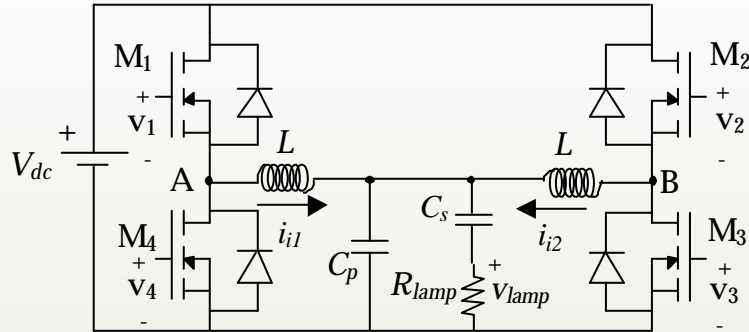 M1
M2
+
v1
-
+
v2
-
+
Vdc
L
L
A
B
ii1
Cs
ii2
M4
M3
Cp
+
v4
-
Rlamp
+
vlamp
-
+
v3
-